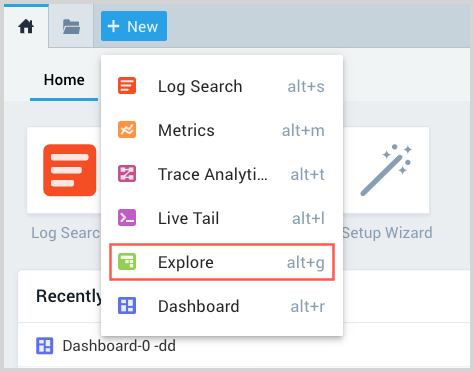 + New
Home
Log Search alt+s
Metrics alt+m
Trace Analyti... alt+t
Live Tail alt+l
Explore alt+g
Dashboard alt+r
Log Searc
Setup Wizard
Recently
Dashboard-0 -dd